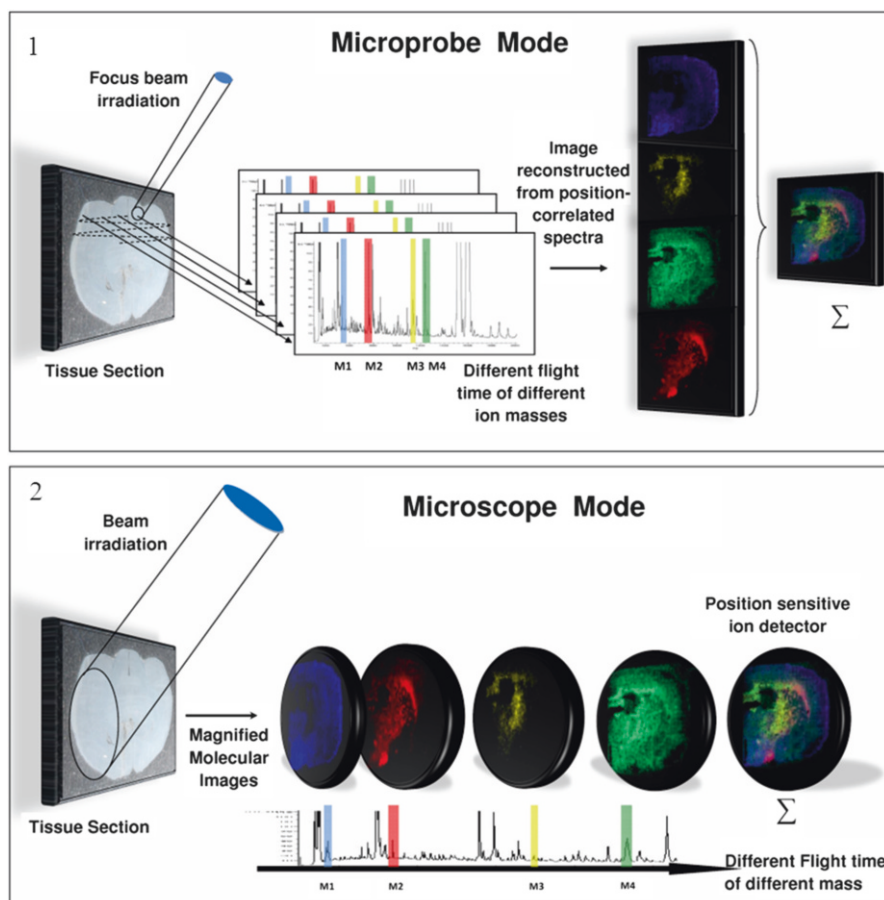 1
Microprobe Mode
Focus beam
irradiation
Image
reconstructed
from position-
correlated
spectra
Σ
M1 M2 M3 M4
Tissue Section
Different flight
time of different
ion masses
2
Microscope Mode
Beam
irradiation
Position sensitive
ion detector
Magnified
Molecular
Images
Tissue Section
Σ
M1 M2 M3 M4
Different Flight time
of different mass